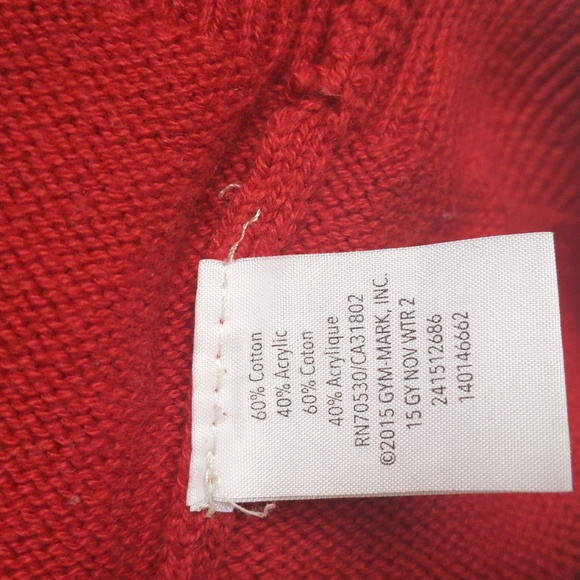 60% Cotton
40% Acrylic
60% Coton
40% Acrylique
RN70530/CA31802
©2015 GYM-MARK, INC.
15 GY NOV WTR 2
241512686
140146662